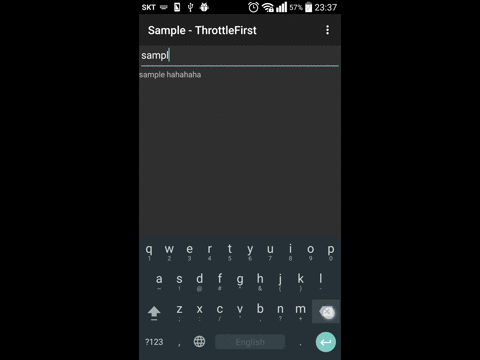 SKT 57% 23:37
Sample - ThrottleFirst
sampl
sample hahahaha
q w e r t y u i o p
1 2 3 4 5 6 7 8 9 0
a s d f g h j k l
~ ! @ # & ( ) -
z x c v b n m
?123 , English .